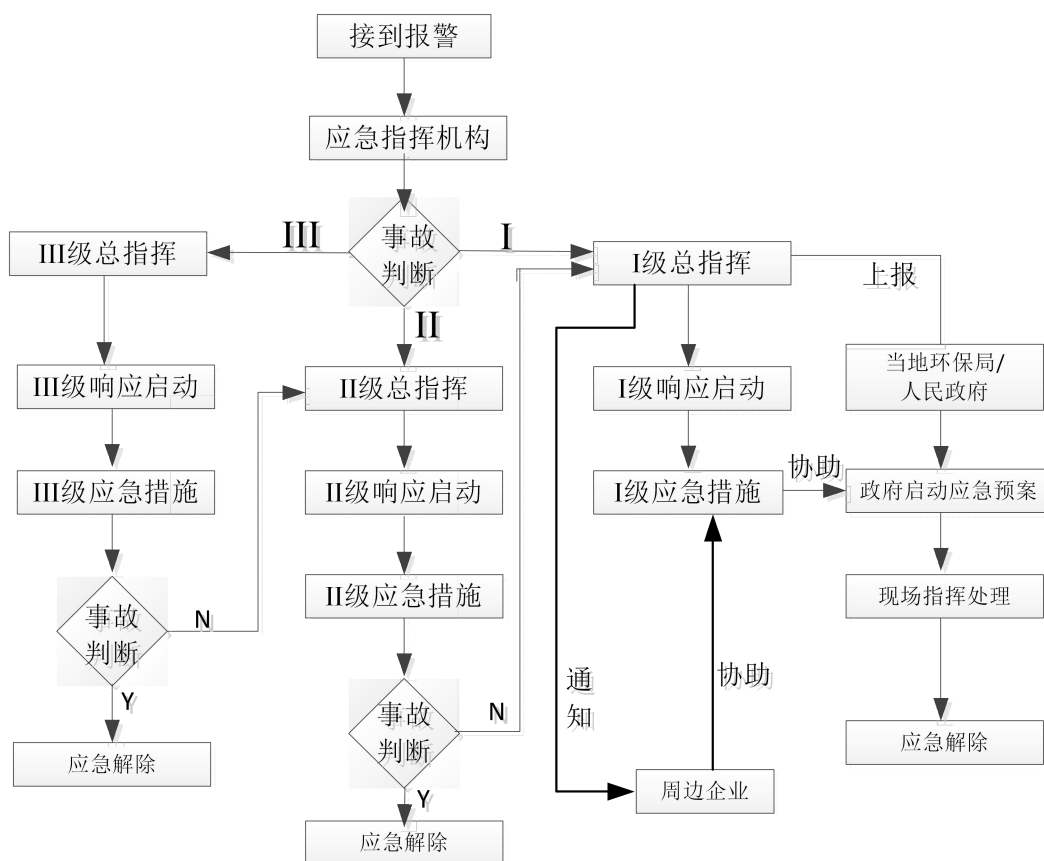 接到报警
应急指挥机构
事故
判断
III
I
II
III级总指挥
I级总指挥
上报
当地环保局/
人民政府
III级响应启动
II级总指挥
I级响应启动
III级应急措施
II级响应启动
I级应急措施
协助
政府启动应急预案
II级应急措施
现场指挥处理
事故
判断
N
Y
事故
判断
N
Y
通
知
协助
应急解除
应急解除
周边企业
应急解除